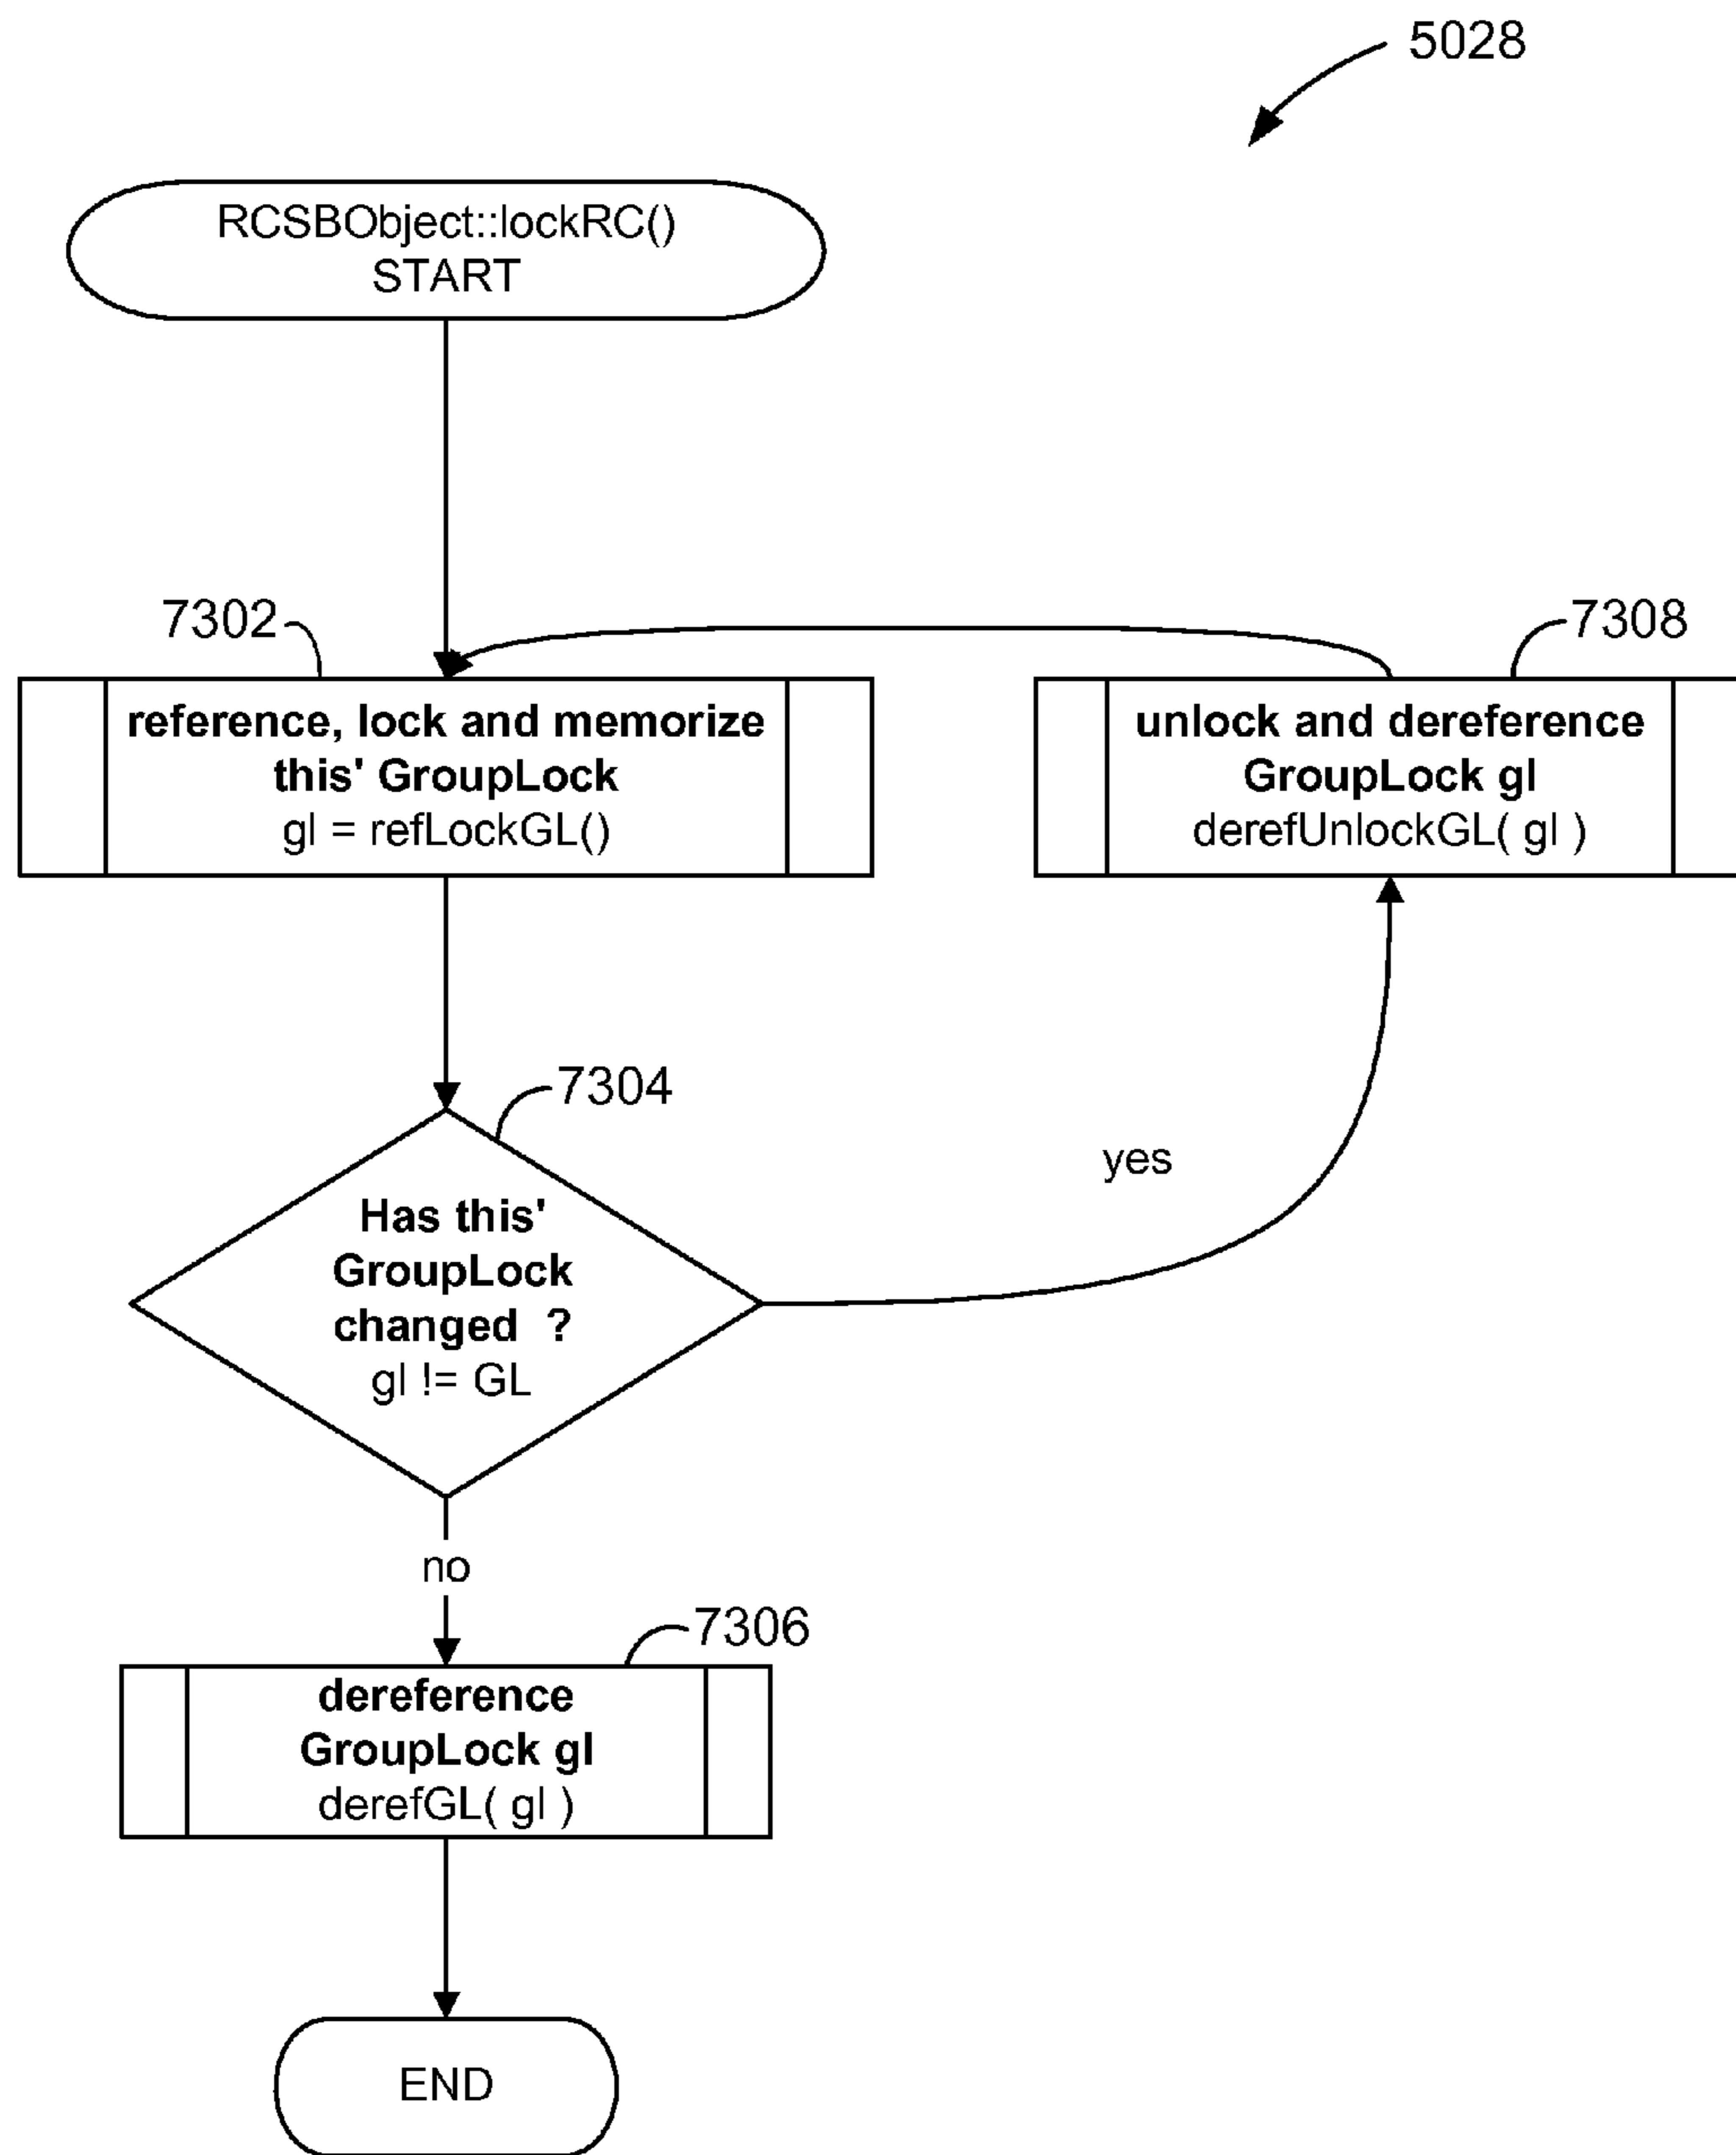 5028
RCSBObject::lockRC()
START
7302
7308
reference, lock and memorize
this' GroupLock
gl = refLockGL()
unlock and dereference
GroupLock gl
derefUnlockGL( gl )
7304
Has this'
GroupLock
changed ?
gl != GL
yes
no
7306
dereference
GroupLock gl
derefGL( gl )
END